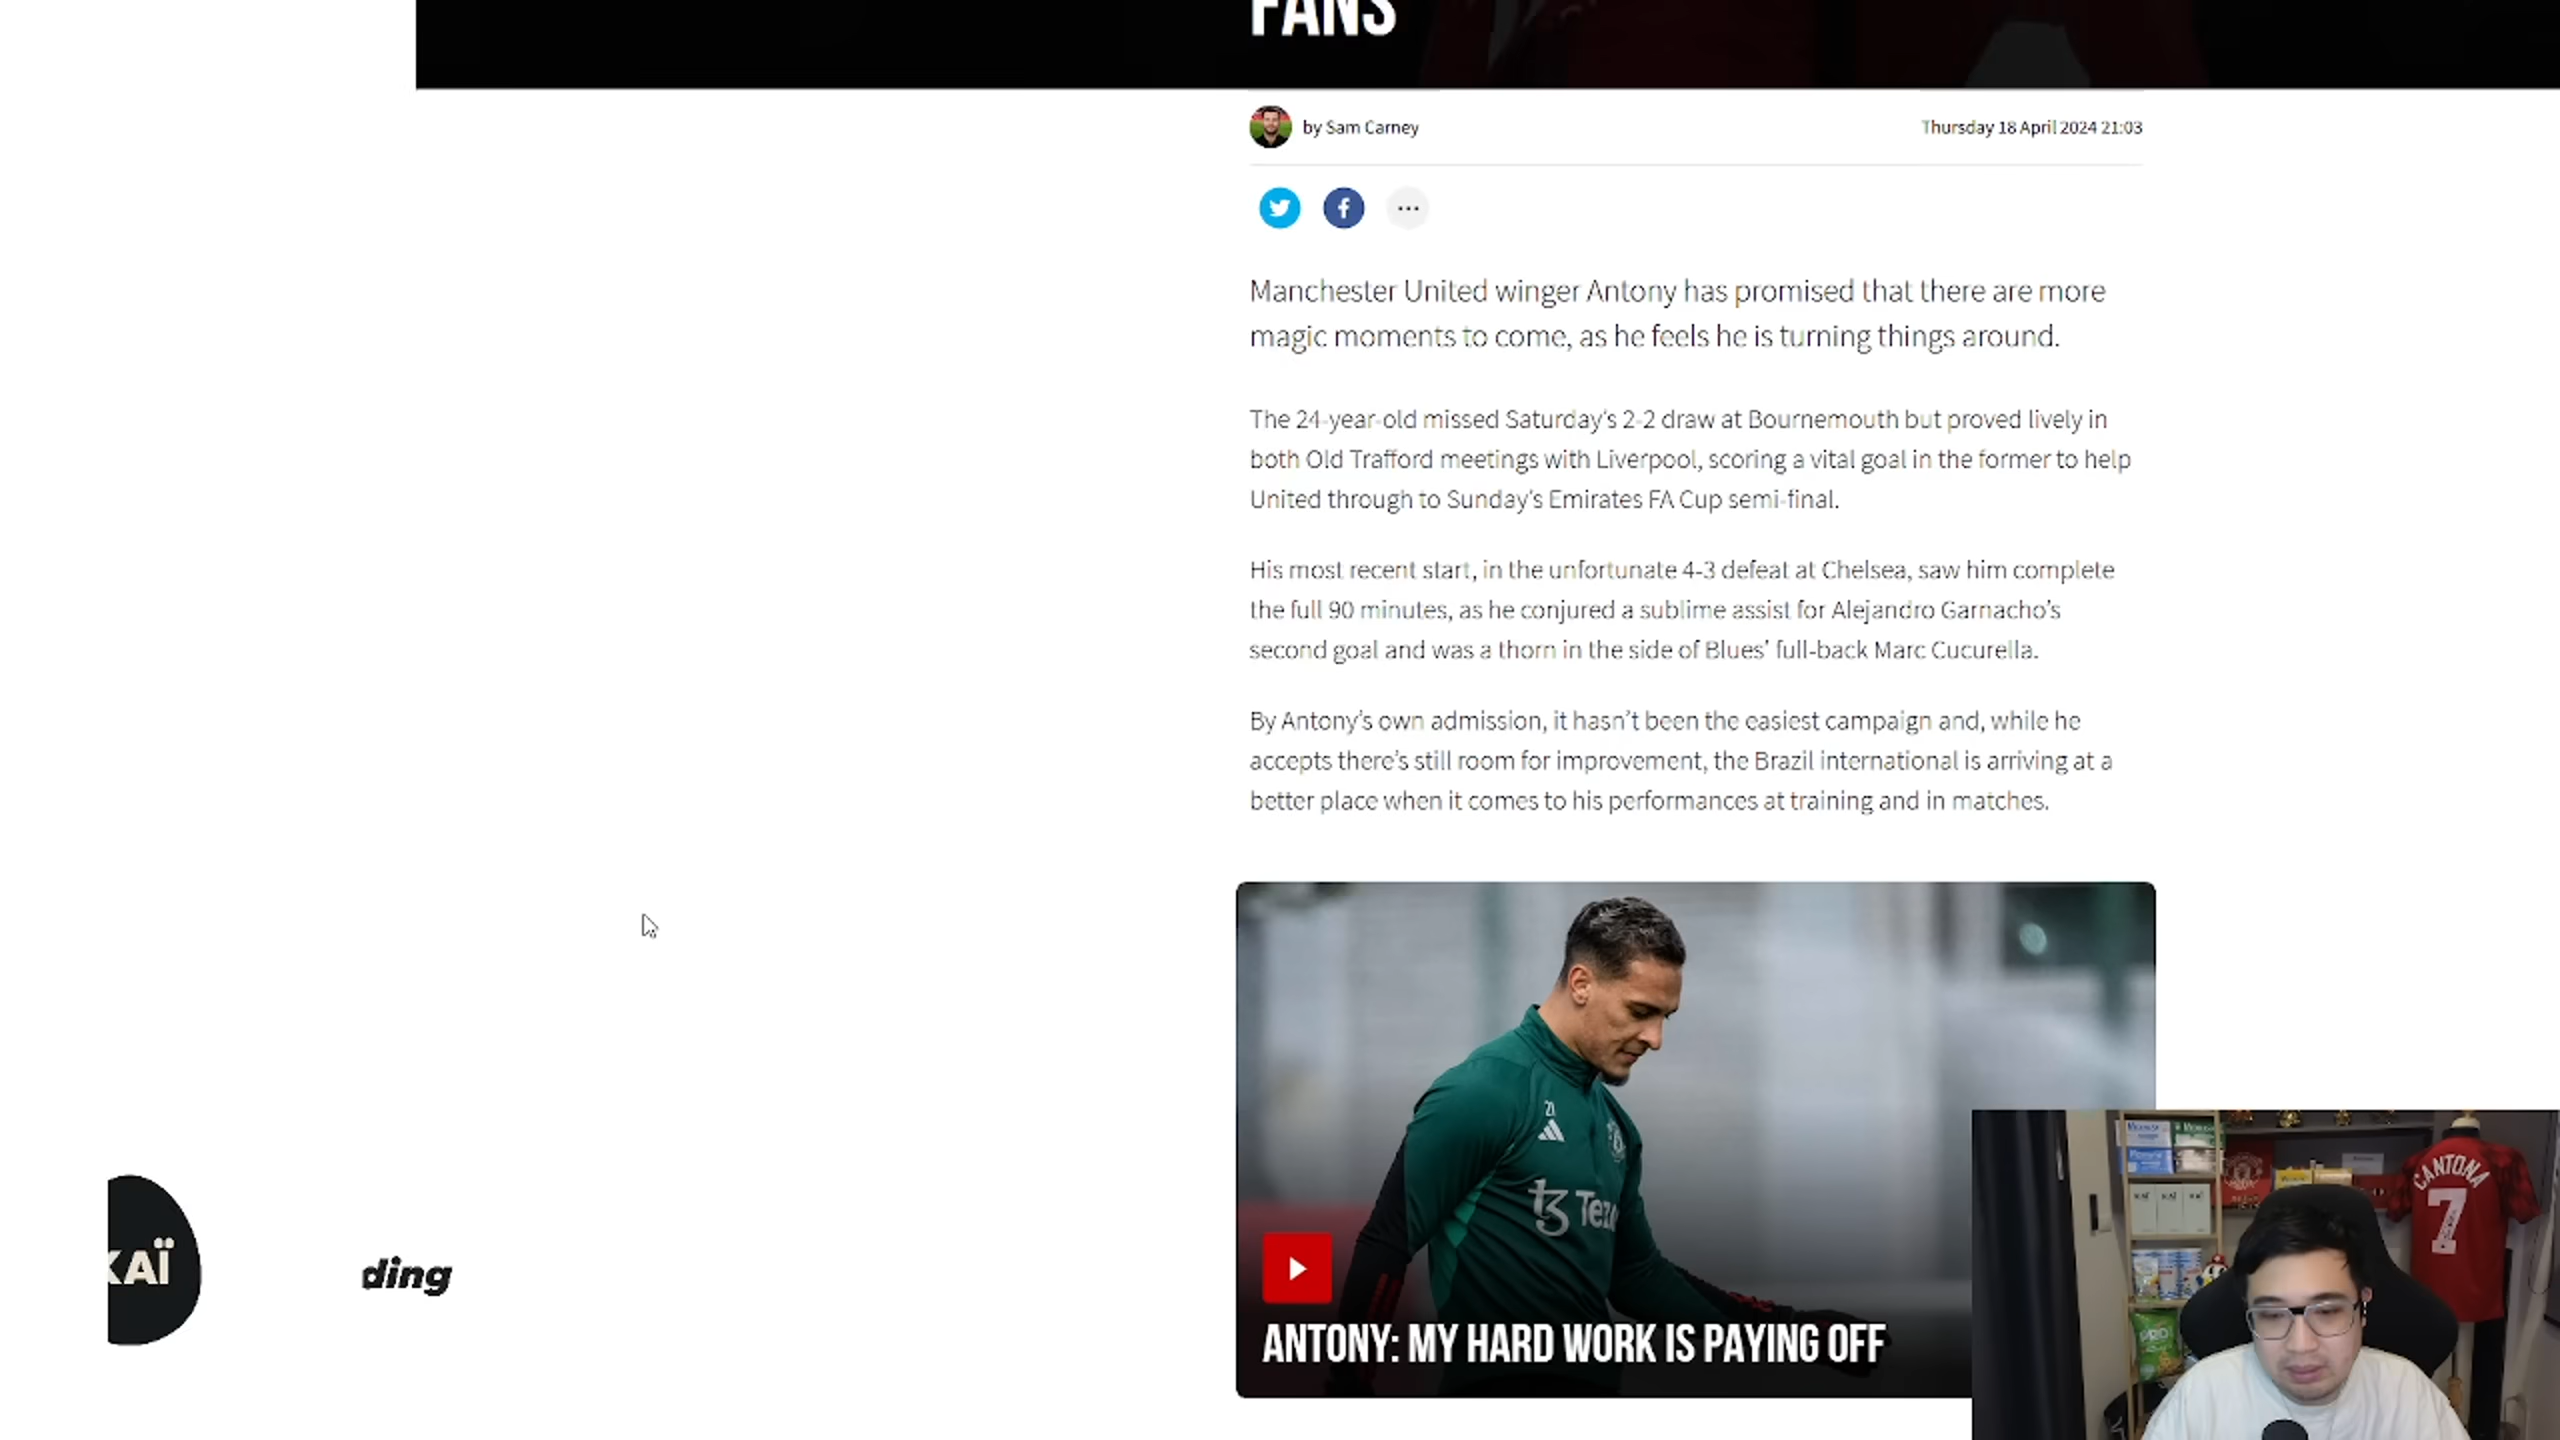 FANS
by Sam Carney
Thursday 18 April 2024 21:03
Manchester United winger Antony has promised that there are more
magic moments to come, as he feels he is turning things around.
The 24-year-old missed Saturday's 2-2 draw at Bournemouth but proved lively in
both Old Trafford meetings with Liverpool, scoring a vital goal in the former to help
United through to Sunday's Emirates FA Cup semi-final.
His most recent start, in the unfortunate 4-3 defeat at Chelsea, saw him complete
the full 90 minutes, as he conjured a sublime assist for Alejandro Garnacho's
second goal and was a thorn in the side of Blues' full-back Marc Cucurella.
By Antony's own admission, it hasn't been the easiest campaign and, while he
accepts there's still room for improvement, the Brazil international is arriving at a
better place when it comes to his performances at training and in matches.
21
Tez
ANTONY: MY HARD WORK IS PAYING OFF
KAÏ
ding
CANTONA
7